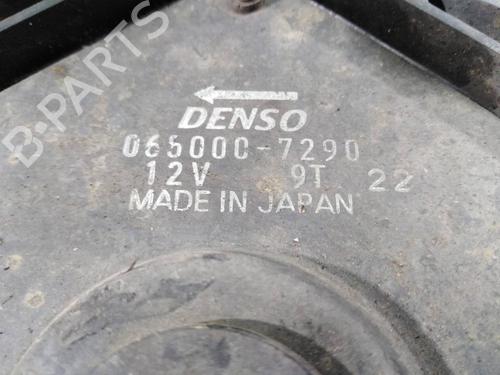 B-PARTS
DENSO
065000-7290
12V 9T 22
MADE IN JAPAN